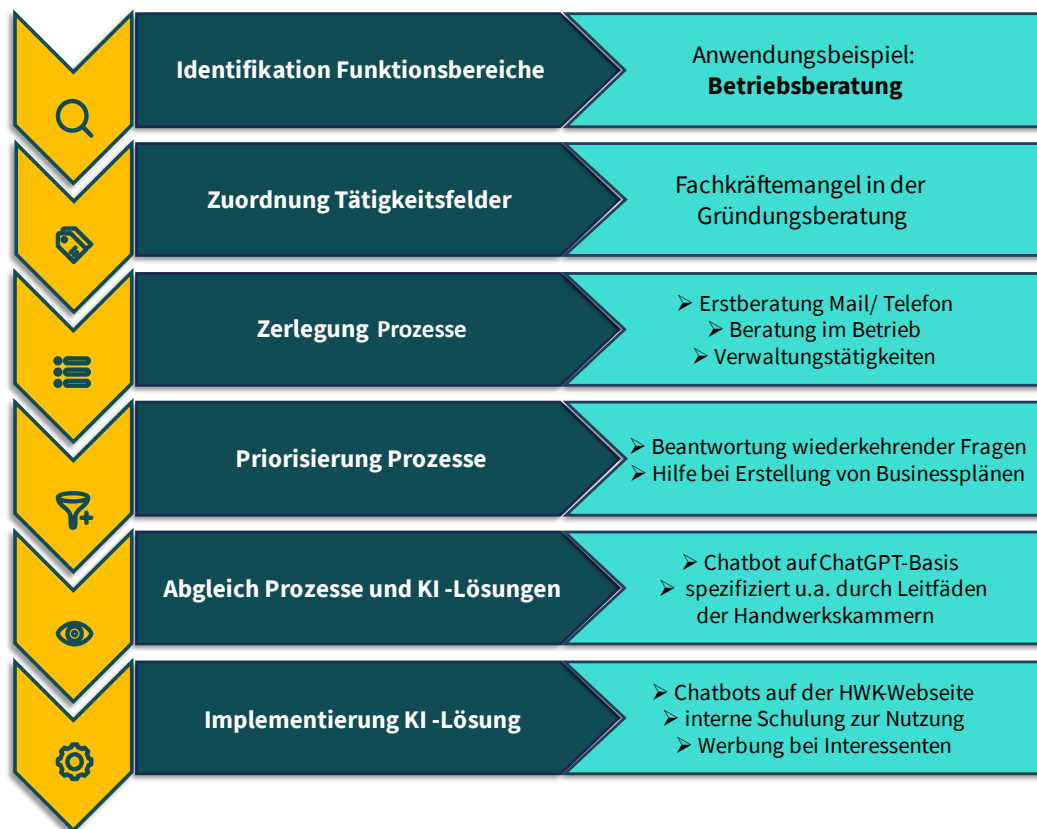 Identifikation Funktionsbereiche
Anwendungsbeispiel:
Betriebsberatung
Zuordnung Tätigkeitsfelder
Fachkräftemangel in der
Gründungsberatung
Zerlegung Prozesse
➢ Erstberatung Mail/ Telefon
➢ Beratung im Betrieb
➢ Verwaltungstätigkeiten
Priorisierung Prozesse
➢ Beantwortung wiederkehrender Fragen
➢ Hilfe bei Erstellung von Businessplänen
Abgleich Prozesse und KI -Lösungen
➢ Chatbot auf ChatGPT-Basis
➢ spezifiziert u.a. durch Leitfäden
der Handwerkskammern
Implementierung KI -Lösung
➢ Chatbots auf der HWK-Webseite
➢ interne Schulung zur Nutzung
➢ Werbung bei Interessenten